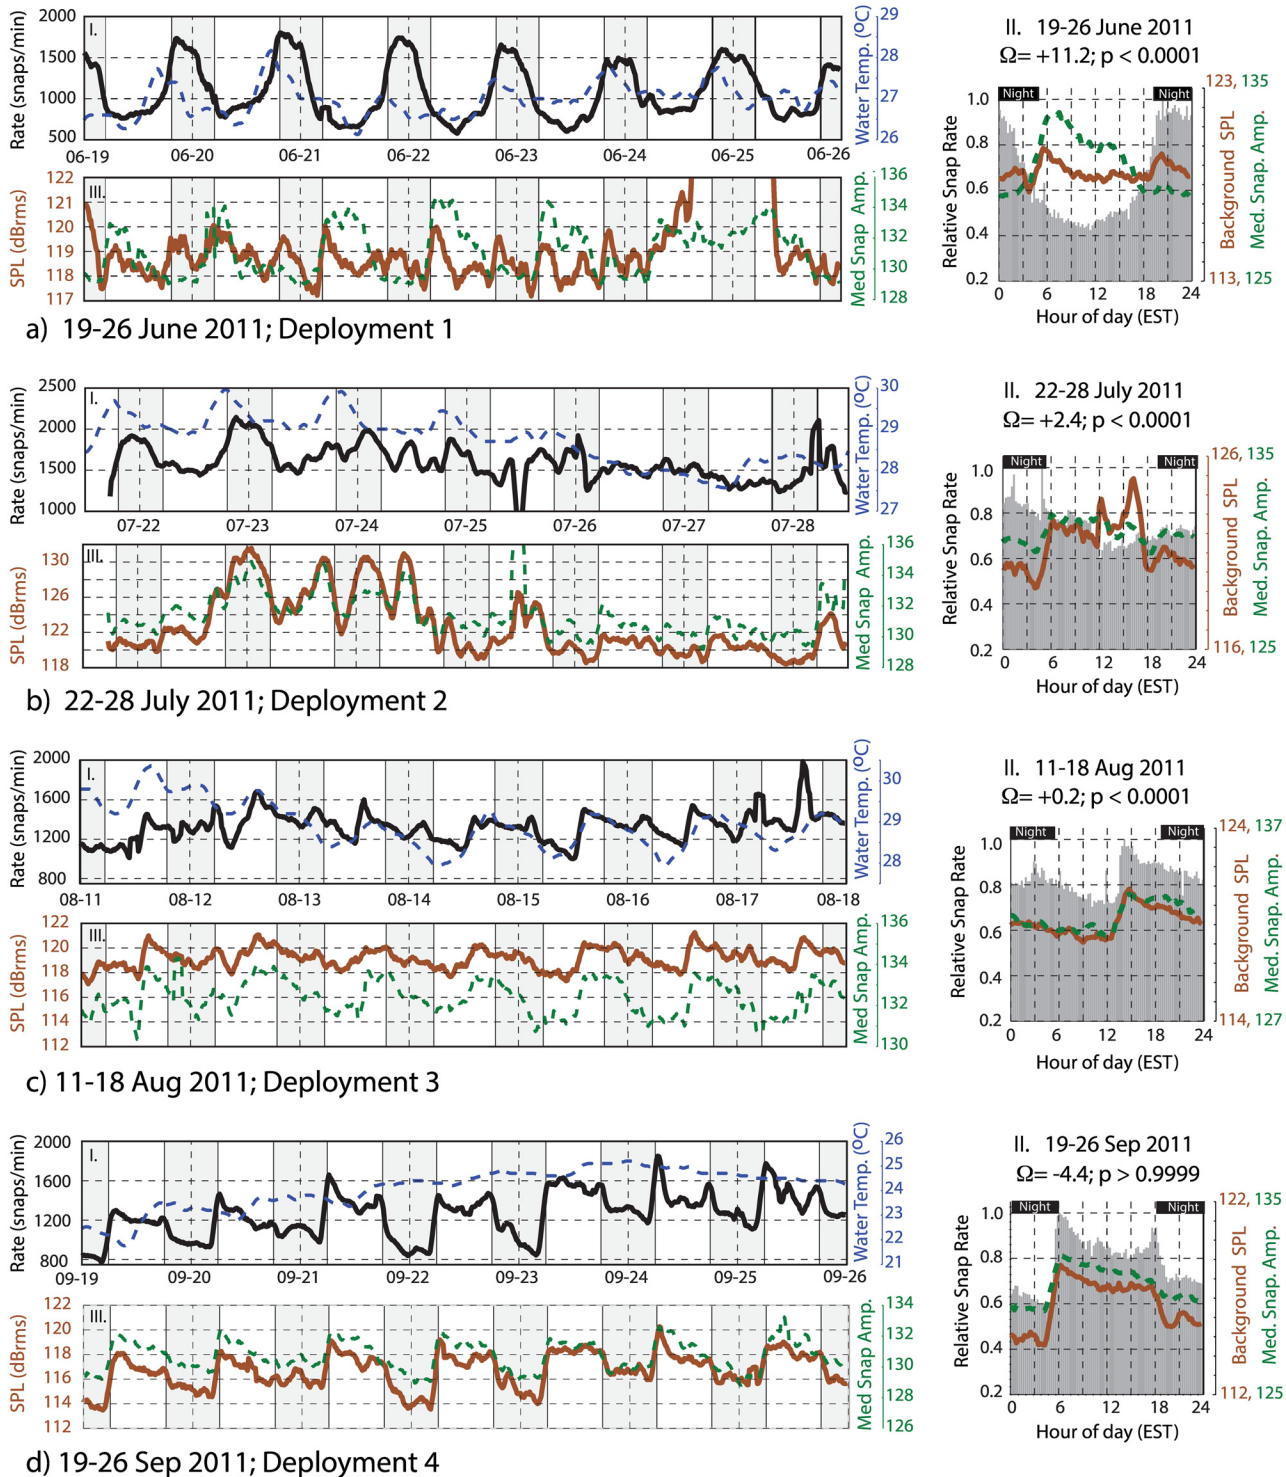 I.
Rate (snaps/min)
2000
1500
1000
500
Water Temp. (ºC)
29
28
27
26
06-19 06-20 06-21 06-22 06-23 06-24 06-25 06-26
III.
SPL (dBrms)
122
121
120
119
118
117
Med Snap Amp.
136
134
132
130
128
a) 19-26 June 2011; Deployment 1
II. 19-26 June 2011
Ω= +11.2; p < 0.0001
Night Night
Relative Snap Rate
1.0
0.8
0.6
0.4
0.2
0 6 12 18 24
Hour of day (EST)
123, 135
Background SPL
Med. Snap. Amp.
113, 125
I.
Rate (snaps/min)
2500
2000
1500
1000
Water Temp. (ºC)
30
29
28
27
07-22 07-23 07-24 07-25 07-26 07-27 07-28
III.
SPL (dBrms)
130
126
122
118
Med Snap Amp.
136
134
132
130
128
b) 22-28 July 2011; Deployment 2
II. 22-28 July 2011
Ω= +2.4; p < 0.0001
Night Night
Relative Snap Rate
1.0
0.8
0.6
0.4
0.2
0 6 12 18 24
Hour of day (EST)
126, 135
Background SPL
Med. Snap. Amp.
116, 125
I.
Rate (snaps/min)
2000
1600
1200
800
Water Temp. (ºC)
30
29
28
08-11 08-12 08-13 08-14 08-15 08-16 08-17 08-18
III.
SPL (dBrms)
122
120
118
116
114
112
Med Snap Amp.
136
134
132
130
c) 11-18 Aug 2011; Deployment 3
II. 11-18 Aug 2011
Ω= +0.2; p < 0.0001
Night Night
Relative Snap Rate
1.0
0.8
0.6
0.4
0.2
0 6 12 18 24
Hour of day (EST)
124, 137
Background SPL
Med. Snap. Amp.
114, 127
I.
Rate (snaps/min)
2000
1600
1200
800
Water Temp. (ºC)
26
25
24
23
22
21
09-19 09-20 09-21 09-22 09-23 09-24 09-25 09-26
III.
SPL (dBrms)
122
120
118
116
114
112
Med Snap Amp.
134
132
130
128
126
d) 19-26 Sep 2011; Deployment 4
II. 19-26 Sep 2011
Ω= -4.4; p > 0.9999
Night Night
Relative Snap Rate
1.0
0.8
0.6
0.4
0.2
0 6 12 18 24
Hour of day (EST)
122, 135
Background SPL
Med. Snap. Amp.
112, 125